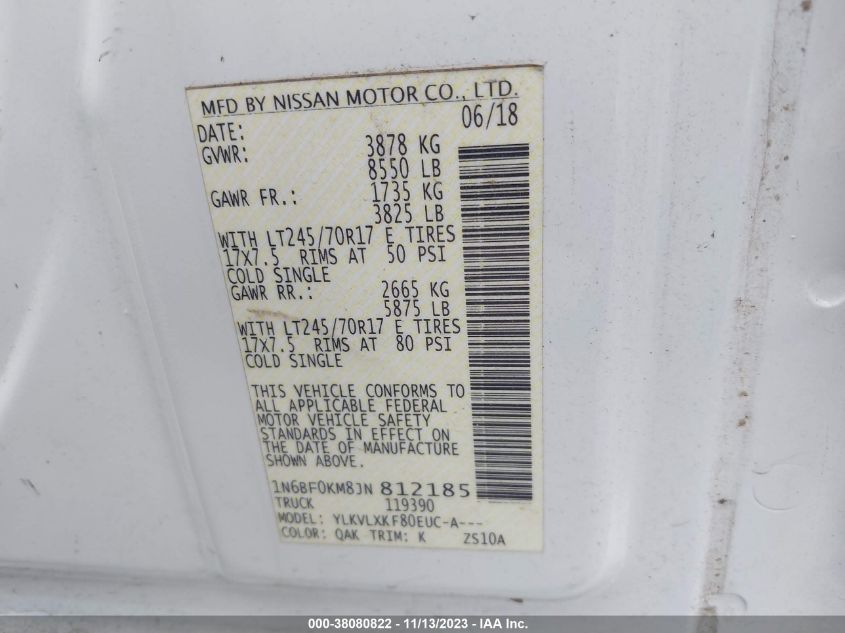 MFD BY NISSAN MOTOR CO., LTD.
DATE: 06/18
GVWR: 3878 KG
8550 LB
GAWR FR.: 1735 KG
3825 LB
WITH LT245/70R17 E TIRES
17X7.5 RIMS AT 50 PSI
COLD SINGLE
GAWR RR.: 2665 KG
5875 LB
WITH LT245/70R17 E TIRES
17X7.5 RIMS AT 80 PSI
COLD SINGLE
THIS VEHICLE CONFORMS TO
ALL APPLICABLE FEDERAL
MOTOR VEHICLE SAFETY
STANDARDS IN EFFECT ON
THE DATE OF MANUFACTURE
SHOWN ABOVE.
1N6BF0KM8JN 812185
TRUCK 119390
MODEL: YLKVLXKF80EUC-A---
COLOR: QAK TRIM: K ZS10A
000-38080822 - 11/13/2023 - IAA Inc.